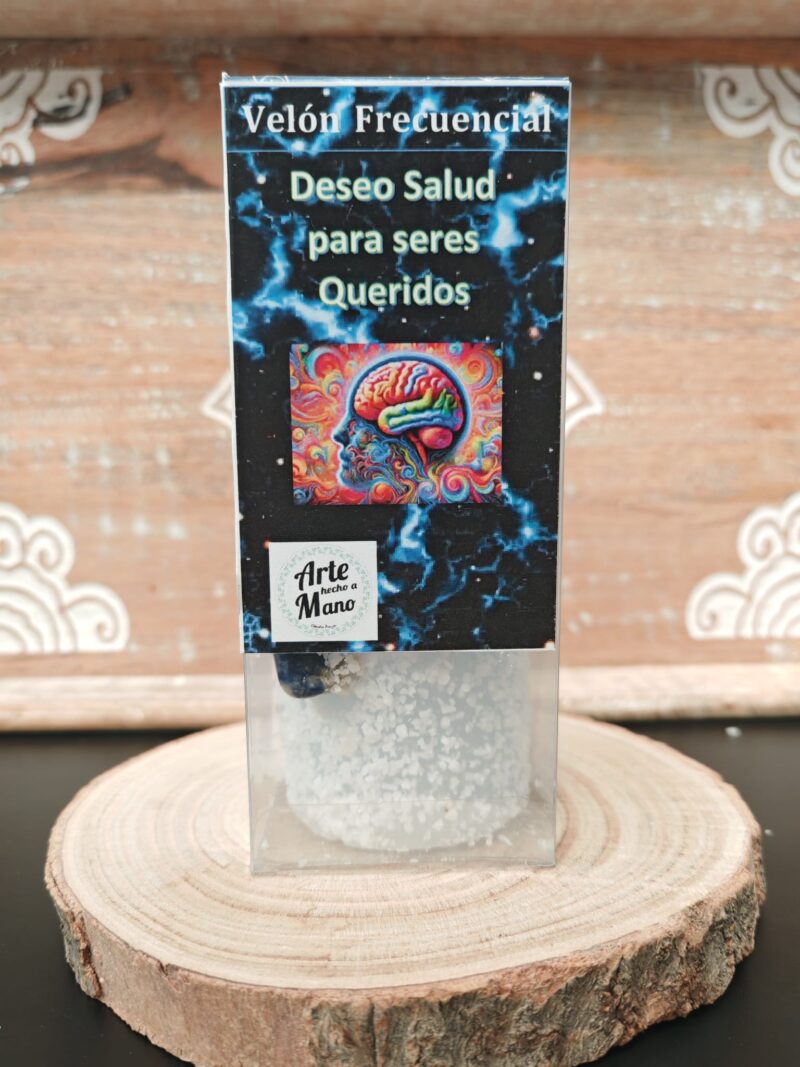 Velón Frecuencial
Deseo Salud
para seres
Queridos
Arte
hecho a
Mano